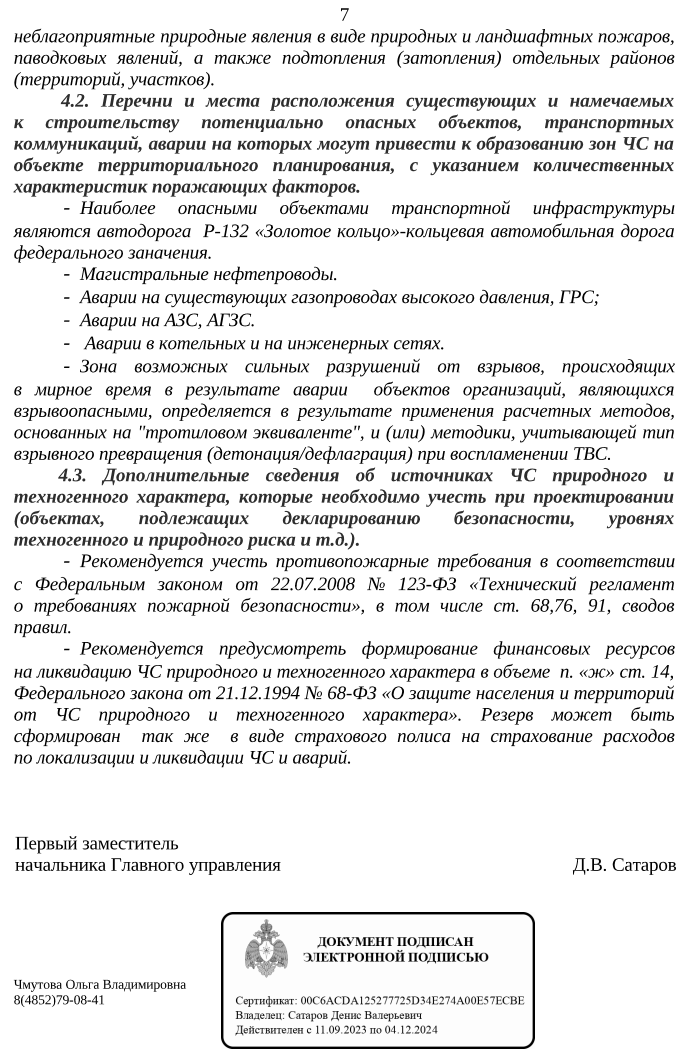 7
неблагоприятные природные явления в виде природных и ландшафтных пожаров,
паводковых явлений, а также подтопления (затопления) отдельных районов
(территорий, участков).
4.2. Перечни и места расположения существующих и намечаемых
к строительству потенциально опасных объектов, транспортных
коммуникаций, аварии на которых могут привести к образованию зон ЧС на
объекте территориального планирования, с указанием количественных
характеристик поражающих факторов.
- Наиболее опасными объектами транспортной инфраструктуры
являются автодорога Р-132 «Золотое кольцо»-кольцевая автомобильная дорога
федерального заначения.
- Магистральные нефтепроводы.
- Аварии на существующих газопроводах высокого давления, ГРС;
- Аварии на АЗС, АГЗС.
- Аварии в котельных и на инженерных сетях.
- Зона возможных сильных разрушений от взрывов, происходящих
в мирное время в результате аварии объектов организаций, являющихся
взрывоопасными, определяется в результате применения расчетных методов,
основанных на "тротиловом эквиваленте", и (или) методики, учитывающей тип
взрывного превращения (детонация/дефлаграция) при воспламенении ТВС.
4.3. Дополнительные сведения об источниках ЧС природного и
техногенного характера, которые необходимо учесть при проектировании
(объектах, подлежащих декларированию безопасности, уровнях
техногенного и природного риска и т.д.).
- Рекомендуется учесть противопожарные требования в соответствии
с Федеральным законом от 22.07.2008 № 123-ФЗ «Технический регламент
о требованиях пожарной безопасности», в том числе ст. 68,76, 91, сводов
правил.
- Рекомендуется предусмотреть формирование финансовых ресурсов
на ликвидацию ЧС природного и техногенного характера в объеме п. «ж» ст. 14,
Федерального закона от 21.12.1994 № 68-ФЗ «О защите населения и территорий
от ЧС природного и техногенного характера». Резерв может быть
сформирован так же в виде страхового полиса на страхование расходов
по локализации и ликвидации ЧС и аварий.
Первый заместитель
начальника Главного управления Д.В. Сатаров
ДОКУМЕНТ ПОДПИСАН
ЭЛЕКТРОННОЙ ПОДПИСЬЮ
Чмутова Ольга Владимировна
8(4852)79-08-41
Сертификат: 00C6ACDA125277725D34E274A00E57ECBE
Владелец: Сатаров Денис Валерьевич
Действителен с 11.09.2023 по 04.12.2024